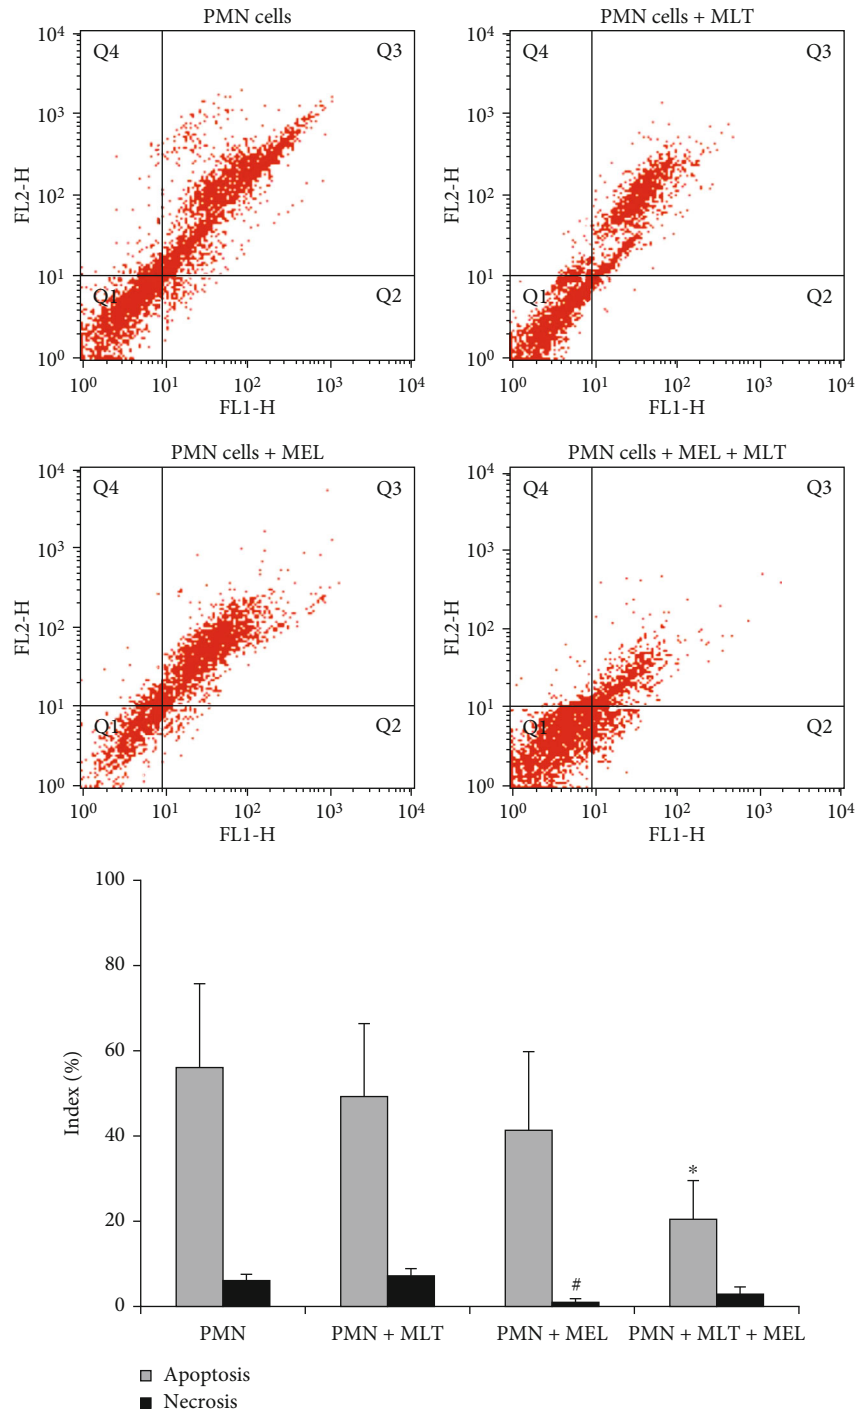 PMN cells
10⁴
Q4
Q3
10³
FL2-H
10²
10¹
Q1
Q2
10⁰
10⁰ 10¹ 10² 10³ 10⁴
FL1-H
PMN cells + MLT
10⁴
Q4
Q3
10³
FL2-H
10²
10¹
Q1
Q2
10⁰
10⁰ 10¹ 10² 10³ 10⁴
FL1-H
PMN cells + MEL
10⁴
Q4
Q3
10³
FL2-H
10²
10¹
Q1
Q2
10⁰
10⁰ 10¹ 10² 10³ 10⁴
FL1-H
PMN cells + MEL + MLT
10⁴
Q4
Q3
10³
FL2-H
10²
10¹
Q1
Q2
10⁰
10⁰ 10¹ 10² 10³ 10⁴
FL1-H
100
80
60
Index (%)
40
*
20
#
0
PMN PMN + MLT PMN + MEL PMN + MLT + MEL
Apoptosis
Necrosis